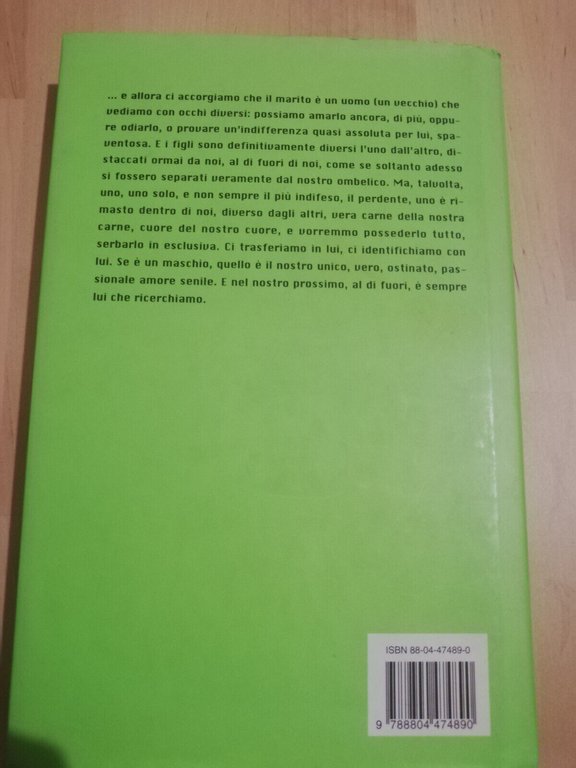 ... e allora ci accorgiamo che il marito è un uomo (un vecchio) che
vediamo con occhi diversi: possiamo amarlo ancora, di più, oppu-
re odiarlo, o provare un'indifferenza quasi assoluta per lui, spa-
ventosa. E i figli sono definitivamente diversi l'uno dall'altro, di-
staccati ormai da noi, al di fuori di noi, come se soltanto adesso
si fossero separati veramente dal nostro ombelico. Ma, talvolta,
uno, uno solo, e non sempre il più indifeso, il perdente, uno è ri-
masto dentro di noi, diverso dagli altri, vera carne della nostra
carne, cuore del nostro cuore, e vorremmo possederlo tutto,
serbarlo in esclusiva. Ci trasferiamo in lui, ci identifichiamo con
lui. Se è un maschio, quello è il nostro unico, vero, ostinato, pas-
sionale amore senile. E nel nostro prossimo, al di fuori, è sempre
lui che ricerchiamo.
ISBN 88-04-47489-0
9 788804 474890